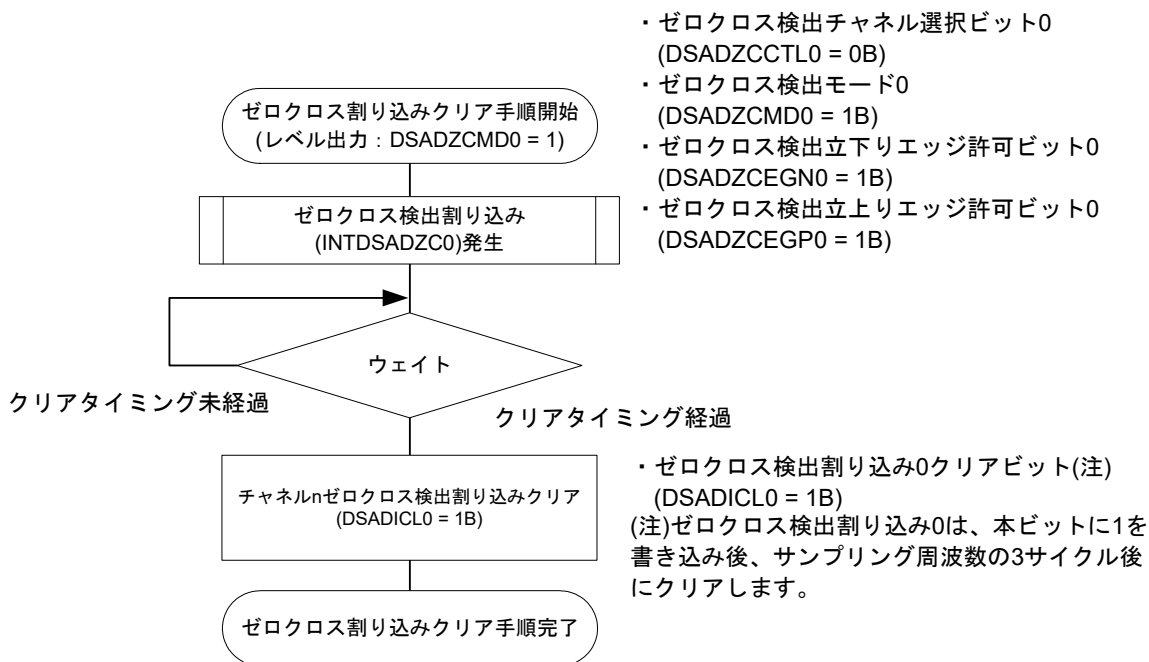 ・ゼロクロス検出チャネル選択ビット0
(DSADZCCTL0 = 0B)
・ゼロクロス検出モード0
(DSADZCMD0 = 1B)
・ゼロクロス検出立下りエッジ許可ビット0
(DSADZCEGN0 = 1B)
・ゼロクロス検出立上りエッジ許可ビット0
(DSADZCEGP0 = 1B)
ゼロクロス割り込みクリア手順開始
(レベル出力：DSADZCMD0 = 1)
ゼロクロス検出割り込み
(INTDSADZC0)発生
ウェイト
クリアタイミング未経過
クリアタイミング経過
チャネルnゼロクロス検出割り込みクリア
(DSADICL0 = 1B)
・ゼロクロス検出割り込み0クリアビット(注)
(DSADICL0 = 1B)
(注)ゼロクロス検出割り込み0は、本ビットに1を
書き込み後、サンプリング周波数の3サイクル後
にクリアします。
ゼロクロス割り込みクリア手順完了